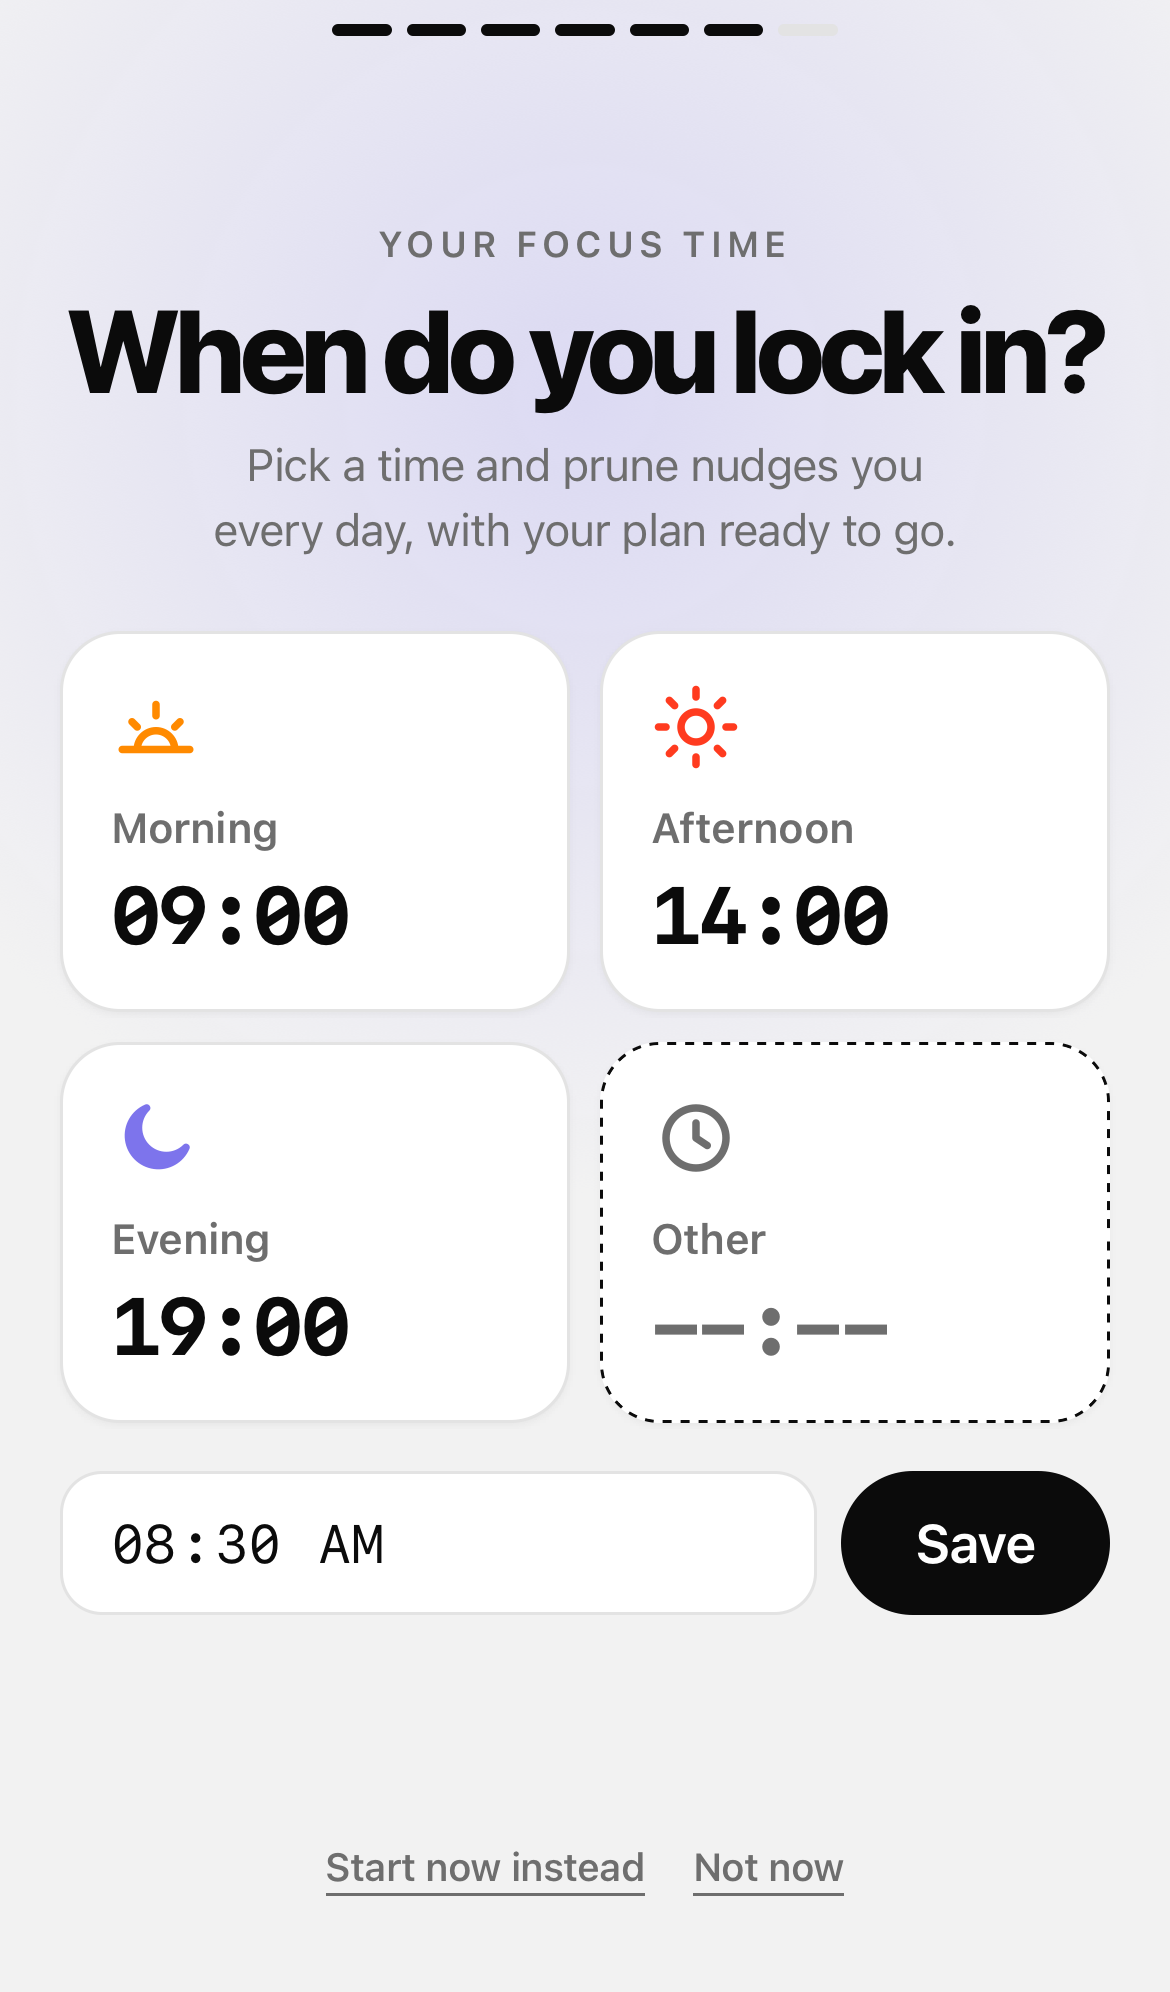 YOUR FOCUS TIME
When do you lock in?
Pick a time and prune nudges you
every day, with your plan ready to go.
Morning
09:00
Afternoon
14:00
Evening
19:00
Other
--:--
08:30 AM
Save
Start now instead
Not now